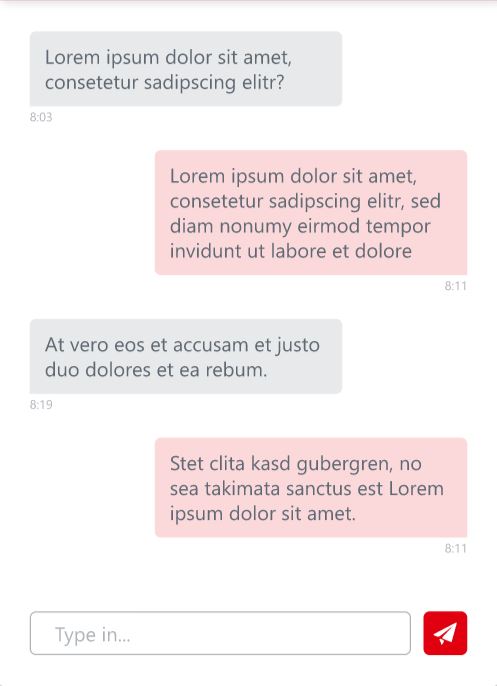 Lorem ipsum dolor sit amet,
consetetur sadipscing elitr?
8:03
Lorem ipsum dolor sit amet,
consetetur sadipscing elitr, sed
diam nonumy eirmod tempor
invidunt ut labore et dolore
8:11
At vero eos et accusam et justo
duo dolores et ea rebum.
8:19
Stet clita kasd gubergren, no
sea takimata sanctus est Lorem
ipsum dolor sit amet.
8:11
Type in...